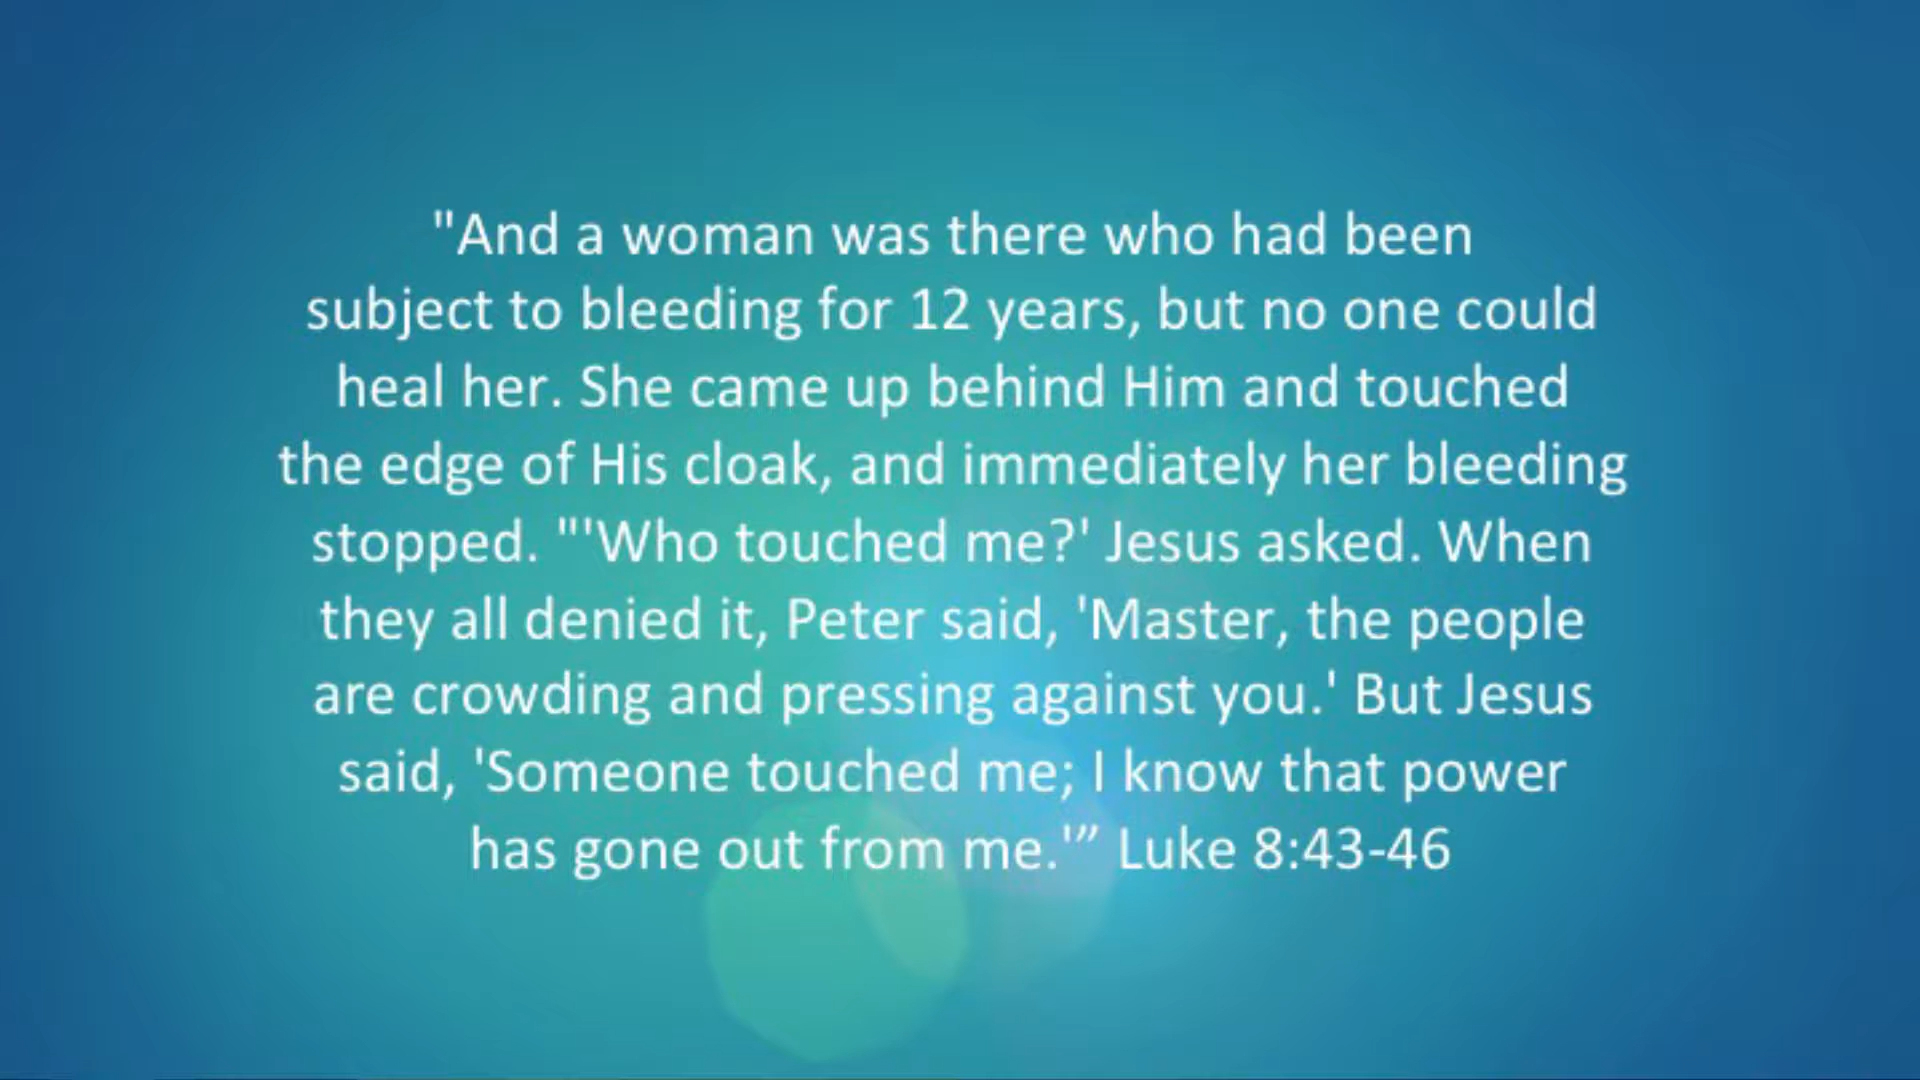 "And a woman was there who had been
subject to bleeding for 12 years, but no one could
heal her. She came up behind Him and touched
the edge of His cloak, and immediately her bleeding
stopped. "'Who touched me?' Jesus asked. When
they all denied it, Peter said, 'Master, the people
are crowding and pressing against you.' But Jesus
said, 'Someone touched me; I know that power
has gone out from me.'” Luke 8:43-46